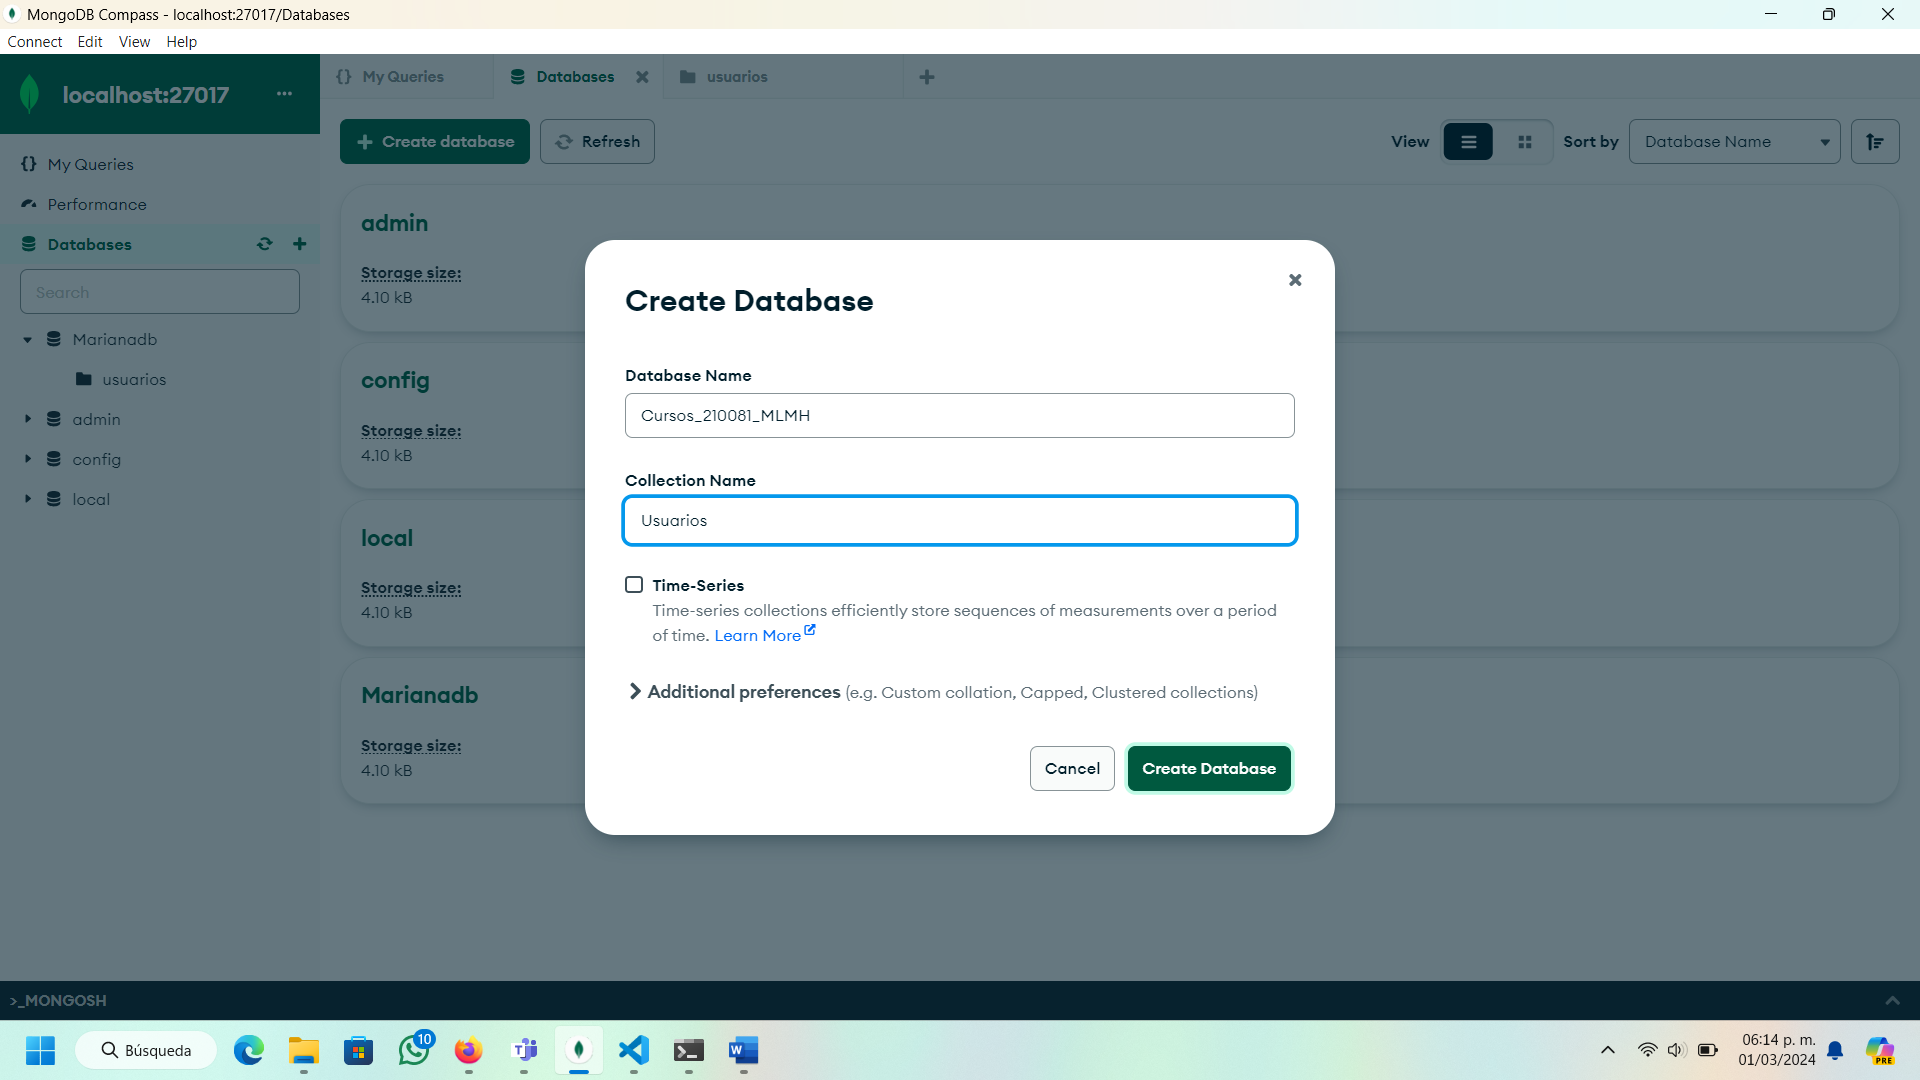 MongoDB Compass - localhost:27017/Databases
Connect Edit View Help
localhost:27017 ...
{} My Queries
Databases
usuarios
Create database
Refresh
View
Sort by
Database Name
{} My Queries
Performance
Databases
Search
Marianadb
usuarios
admin
config
local
admin
Storage size:
4.10 kB
config
Storage size:
4.10 kB
local
Storage size:
4.10 kB
Marianadb
Storage size:
4.10 kB
Create Database
Database Name
Cursos_210081_MLMH
Collection Name
Usuarios
Time-Series
Time-series collections efficiently store sequences of measurements over a period
of time. Learn More
Additional preferences (e.g. Custom collation, Capped, Clustered collections)
Cancel
Create Database
>_MONGOSH
Búsqueda
10
06:14 p. m.
01/03/2024
PRE